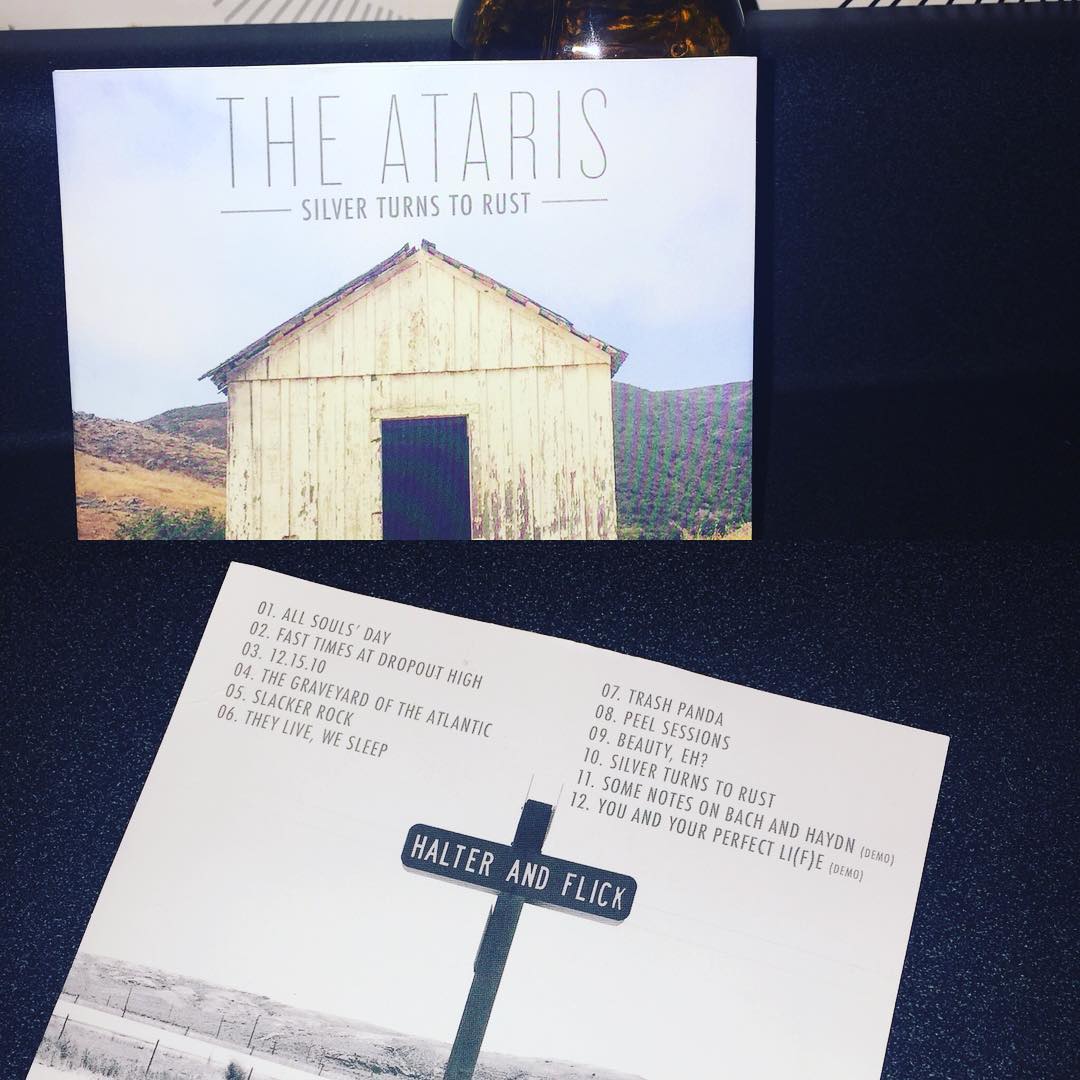 THE ATARIS
SILVER TURNS TO RUST
01. ALL SOULS' DAY
02. FAST TIMES AT DROPOUT HIGH
03. 12.15.10
04. THE GRAVEYARD OF THE ATLANTIC
05. SLACKER ROCK
06. THEY LIVE, WE SLEEP
07. TRASH PANDA
08. PEEL SESSIONS
09. BEAUTY, EH?
10. SILVER TURNS TO RUST
11. SOME NOTES ON BACH AND HAYDN (DEMO)
12. YOU AND YOUR PERFECT LI(F)E (DEMO)
HALTER AND FLICK